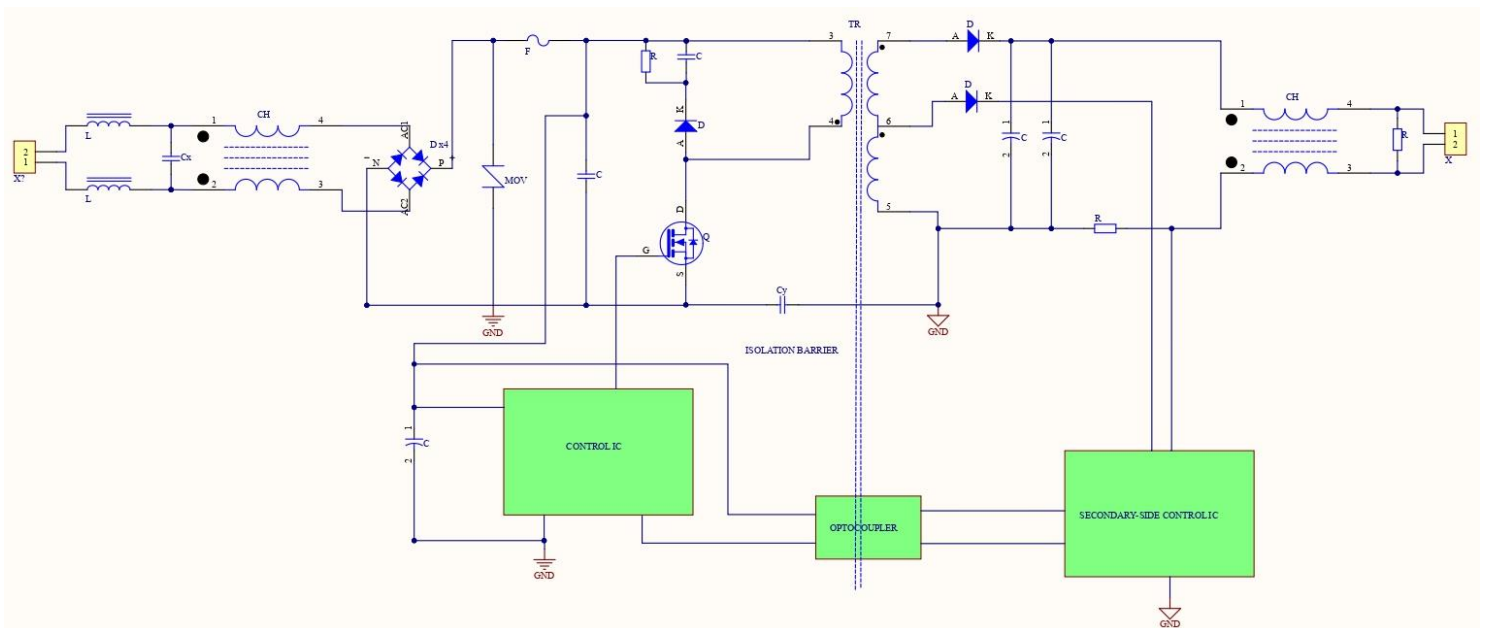 TR
D
F
3
7
A
K
R
C
D
A
K
1
CH
4
1
CH
4
L
K
AC1
D
4
6
1
1
C
C
R
1
2
2
1
X?
Cx
Dx4
A
2
2
X
-
+
N
P
MOV
C
2
3
L
2
3
AC2
D
5
R
G
Q
S
Cy
GND
GND
ISOLATION BARRIER
1
C
2
CONTROL IC
OPTOCOUPLER
SECONDARY-SIDE CONTROL IC
GND
GND